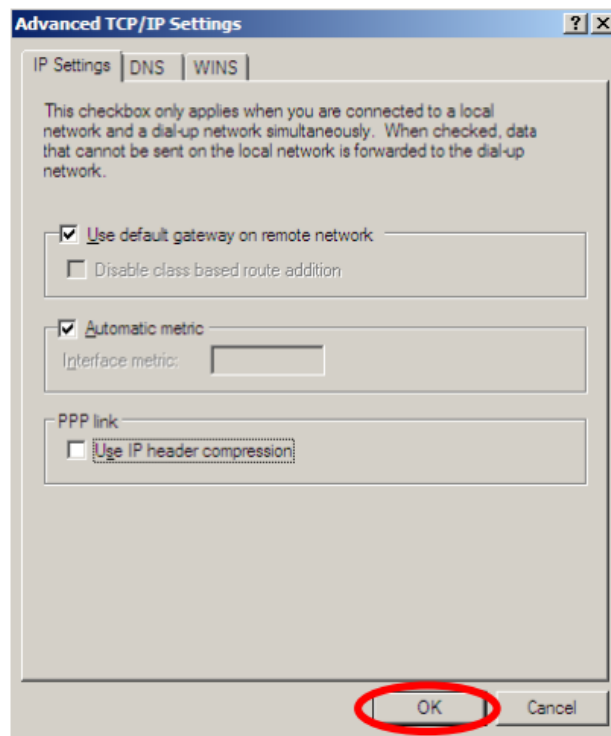 Advanced TCP/IP Settings
IP Settings DNS WINS
This checkbox only applies when you are connected to a local
network and a dial-up network simultaneously. When checked, data
that cannot be sent on the local network is forwarded to the dial-up
network.
Use default gateway on remote network
Disable class based route addition
Automatic metric
Interface metric:
PPP link
Use IP header compression
OK Cancel